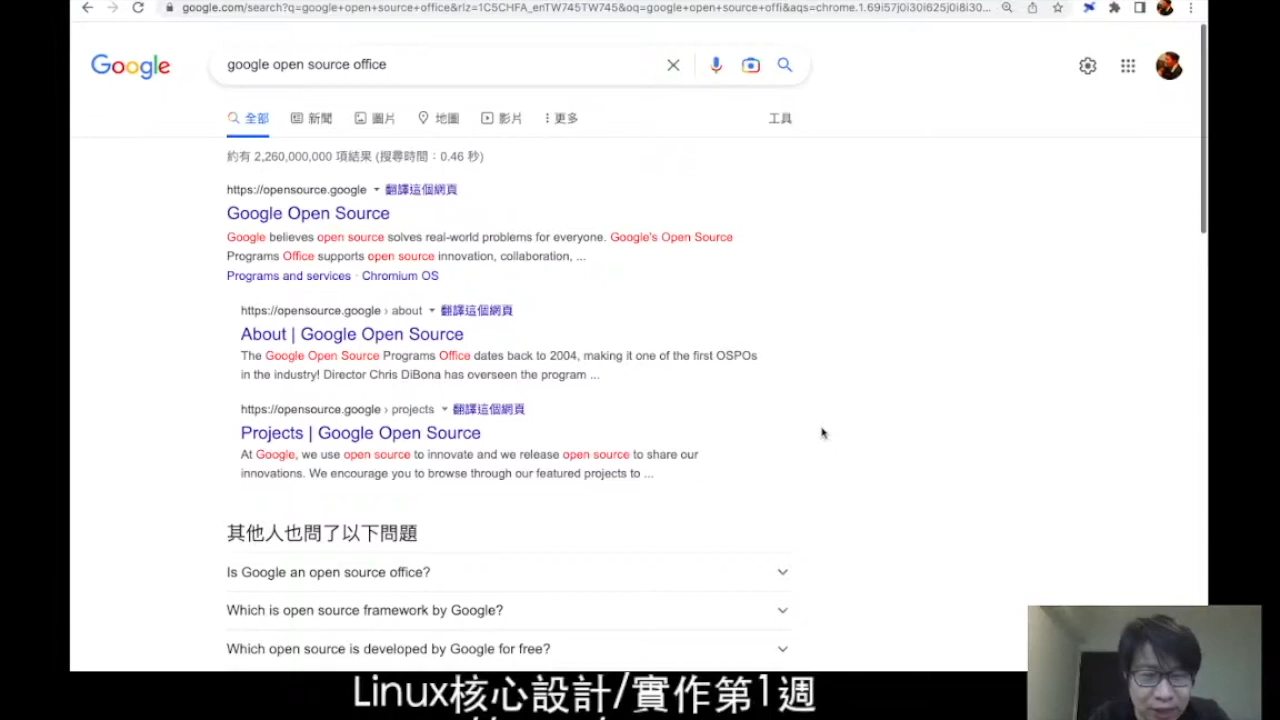 google.com/search?q=google+open+source+office&rlz=1C5CHFA_enTW745TW745&oq=google+open+source+offi&aqs=chrome.1.69i57j0i30i625j0i8i30...
Google
google open source office
全部 新聞 圖片 地圖 影片 更多 工具
約有 2,260,000,000 項結果 (搜尋時間：0.46 秒)
https://opensource.google 翻譯這個網頁
Google Open Source
Google believes open source solves real-world problems for everyone. Google's Open Source
Programs Office supports open source innovation, collaboration, ...
Programs and services · Chromium OS
https://opensource.google › about 翻譯這個網頁
About | Google Open Source
The Google Open Source Programs Office dates back to 2004, making it one of the first OSPOs
in the industry! Director Chris DiBona has overseen the program ...
https://opensource.google › projects 翻譯這個網頁
Projects | Google Open Source
At Google, we use open source to innovate and we release open source to share our
innovations. We encourage you to browse through our featured projects to ...
其他人也問了以下問題
Is Google an open source office?
Which is open source framework by Google?
Which open source is developed by Google for free?
Linux核心設計/實作第1週